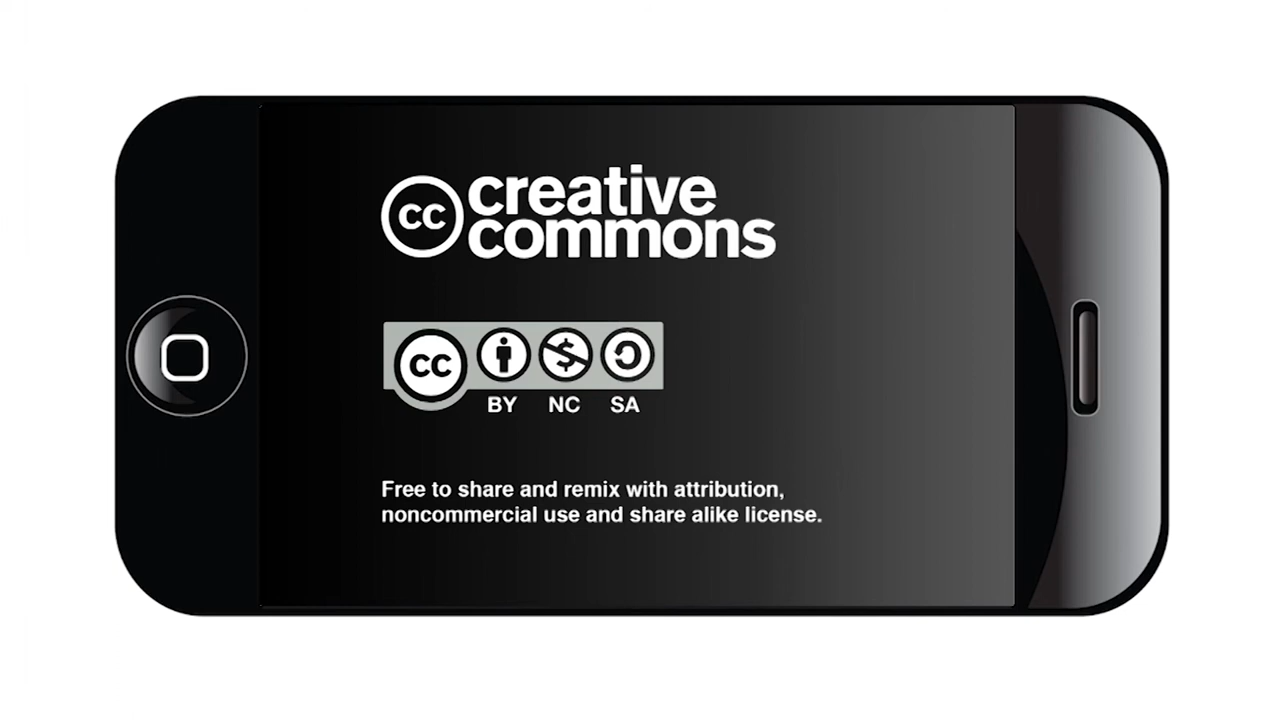 cc creative
commons
cc
BY NC SA
Free to share and remix with attribution,
noncommercial use and share alike license.